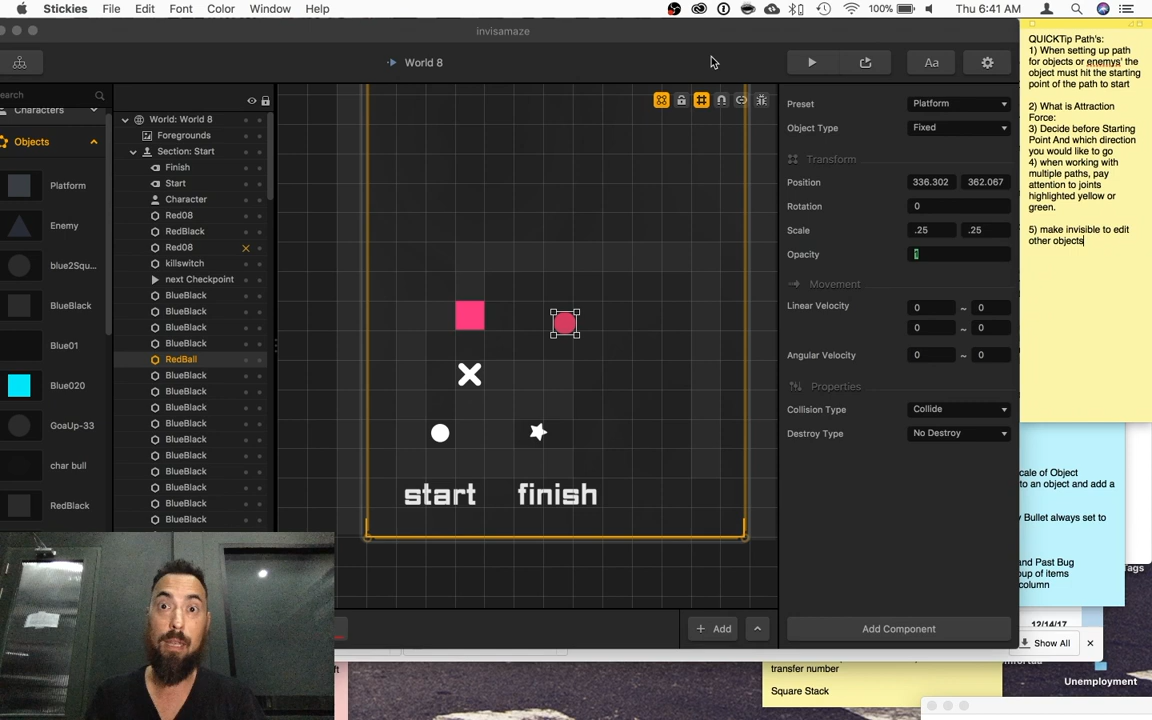 Stickies File Edit Font Color Window Help 100% Thu 6:41 AM
invisamaze
World 8
Aa
earch
Characters
Objects
Platform
Enemy
blue2Squ...
BlueBlack
Blue01
Blue020
GoaUp-33
char bull
RedBlack
World: World 8
Foregrounds
Section: Start
Finish
Start
Character
Red08
RedBlack
Red08
killswitch
next Checkpoint
BlueBlack
BlueBlack
BlueBlack
BlueBlack
RedBall
BlueBlack
BlueBlack
BlueBlack
BlueBlack
BlueBlack
BlueBlack
BlueBlack
BlueBlack
BlueBlack
BlueBlack
start finish
Add
Preset Platform
Object Type Fixed
Transform
Position 336.302 362.067
Rotation 0
Scale .25 .25
Opacity 1
Movement
Linear Velocity 0 ~ 0
0 ~ 0
Angular Velocity 0 ~ 0
Properties
Collision Type Collide
Destroy Type No Destroy
Add Component
QUICKTip Path's:
1) When setting up path
for objects or enemys' the
object must hit the starting
point of the path to start
2) What is Attraction
Force:
3) Decide before Starting
Point And which direction
you would like to go
4) when working with
multiple paths, pay
attention to joints
highlighted yellow or
green.
5) make invisible to edit
other objects
cale of Object
to an object and add a
Bullet always set to
and Past Bug
oup of items
column
Tags
12/14/17
Show All
transfer number
Square Stack
Unemployment